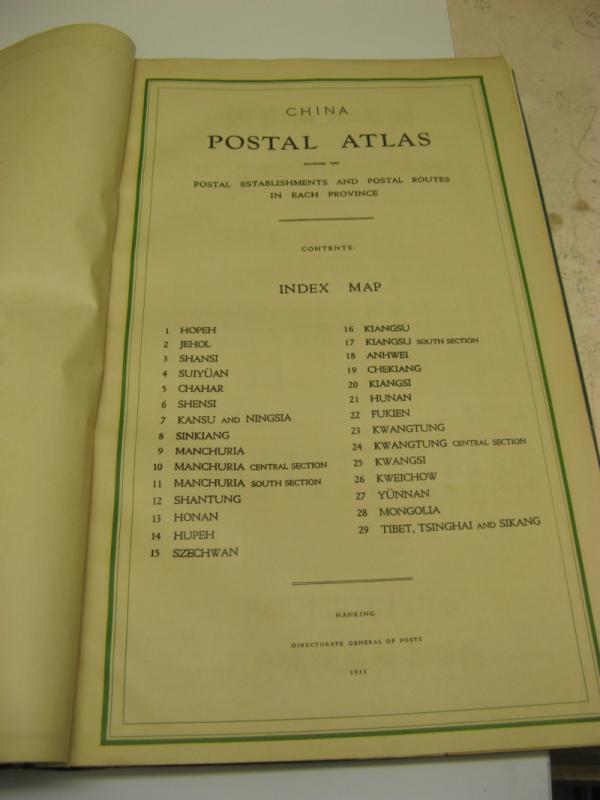 CHINA
POSTAL ATLAS
SHOWING THE
POSTAL ESTABLISHMENTS AND POSTAL ROUTES
IN EACH PROVINCE
CONTENTS:
INDEX MAP
1 HOPEH
2 JEHOL
3 SHANSI
4 SUIYÜAN
5 CHAHAR
6 SHENSI
7 KANSU AND NINGSIA
8 SINKIANG
9 MANCHURIA
10 MANCHURIA CENTRAL SECTION
11 MANCHURIA SOUTH SECTION
12 SHANTUNG
13 HONAN
14 HUPEH
15 SZECHWAN
16 KIANGSU
17 KIANGSU SOUTH SECTION
18 ANHWEI
19 CHEKIANG
20 KIANGSI
21 HUNAN
22 FUKIEN
23 KWANGTUNG
24 KWANGTUNG CENTRAL SECTION
25 KWANGSI
26 KWEICHOW
27 YÜNNAN
28 MONGOLIA
29 TIBET, TSINGHAI AND SIKANG
NANKING
DIRECTORATE GENERAL OF POSTS
1933